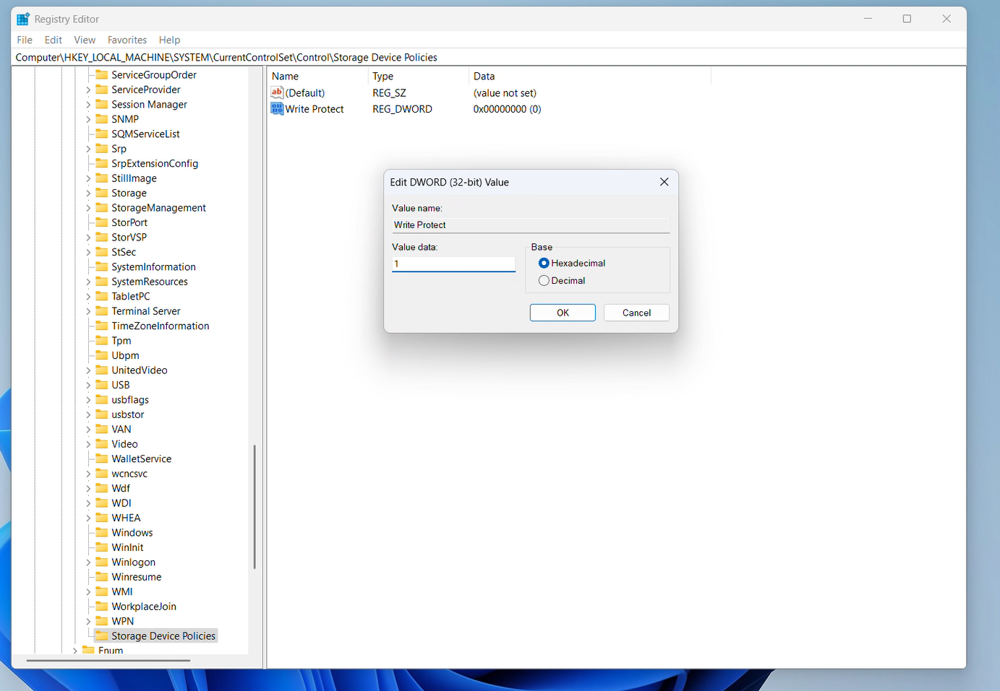 Registry Editor
File Edit View Favorites Help
Computer\HKEY_LOCAL_MACHINE\SYSTEM\CurrentControlSet\Control\Storage Device Policies
ServiceGroupOrder
ServiceProvider
Session Manager
SNMP
SQMServiceList
Srp
SrpExtensionConfig
StillImage
Storage
StorageManagement
StorPort
StorVSP
StSec
SystemInformation
SystemResources
TabletPC
Terminal Server
TimeZoneInformation
Tpm
Ubpm
UnitedVideo
USB
usbflags
usbstor
VAN
Video
WalletService
wcncsvc
Wdf
WDI
WHEA
Windows
WinInit
Winlogon
Winresume
WMI
WorkplaceJoin
WPN
Storage Device Policies
Enum
Name Type Data
ab (Default) REG_SZ (value not set)
Write Protect REG_DWORD 0x00000000 (0)
Edit DWORD (32-bit) Value
Value name:
Write Protect
Value data:
1
Base
Hexadecimal
Decimal
OK Cancel